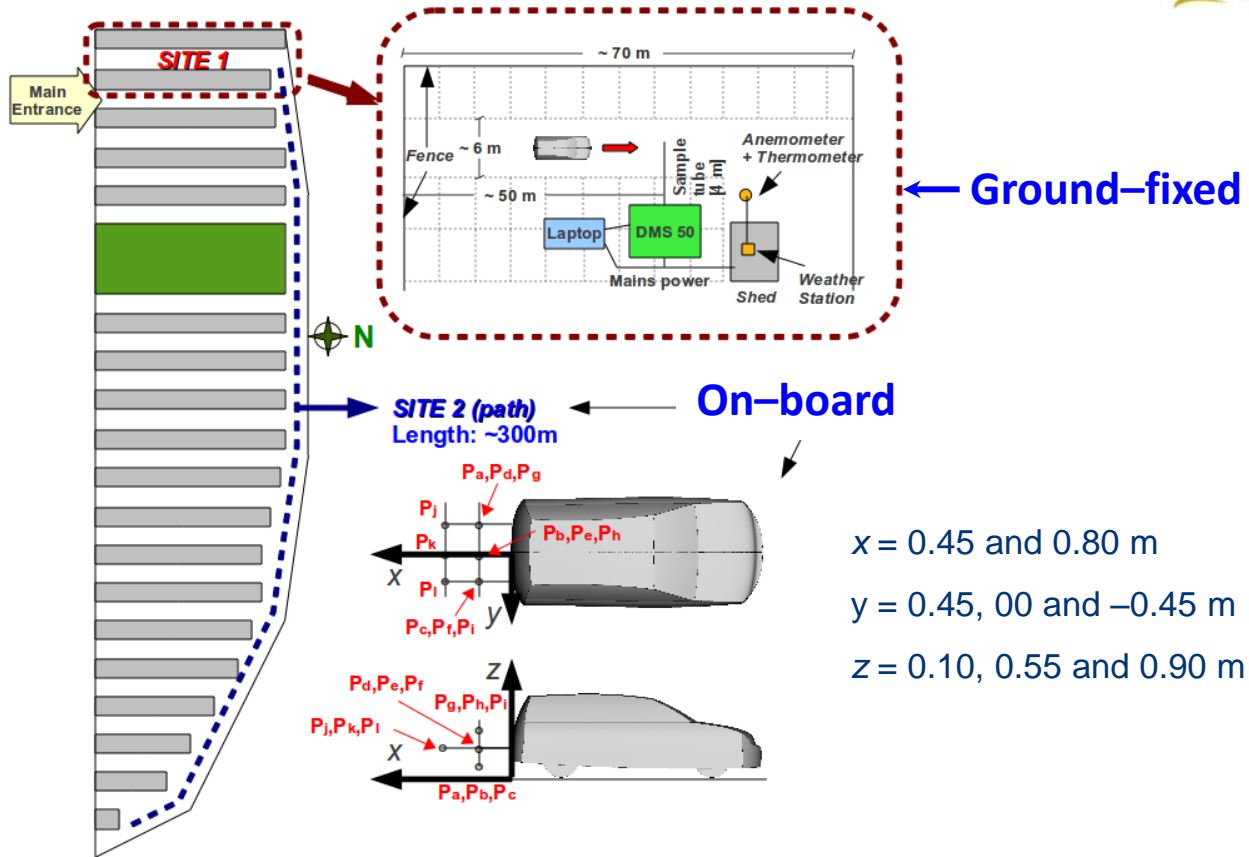 SITE 1
Main
Entrance
~ 70 m
Fence
~ 6 m
Sample
tube
[4 m]
Anemometer
+ Thermometer
~ 50 m
Laptop
DMS 50
Mains power
Shed
Weather
Station
Ground–fixed
N
SITE 2 (path)
Length: ~300m
On–board
Pa,Pd,Pg
Pj
Pk
Pb,Pe,Ph
x
Pl
y
Pc,Pf,Pi
x = 0.45 and 0.80 m
y = 0.45, 00 and –0.45 m
z = 0.10, 0.55 and 0.90 m
z
Pd,Pe,Pf
Pg,Ph,Pi
Pj,Pk,Pl
x
Pa,Pb,Pc